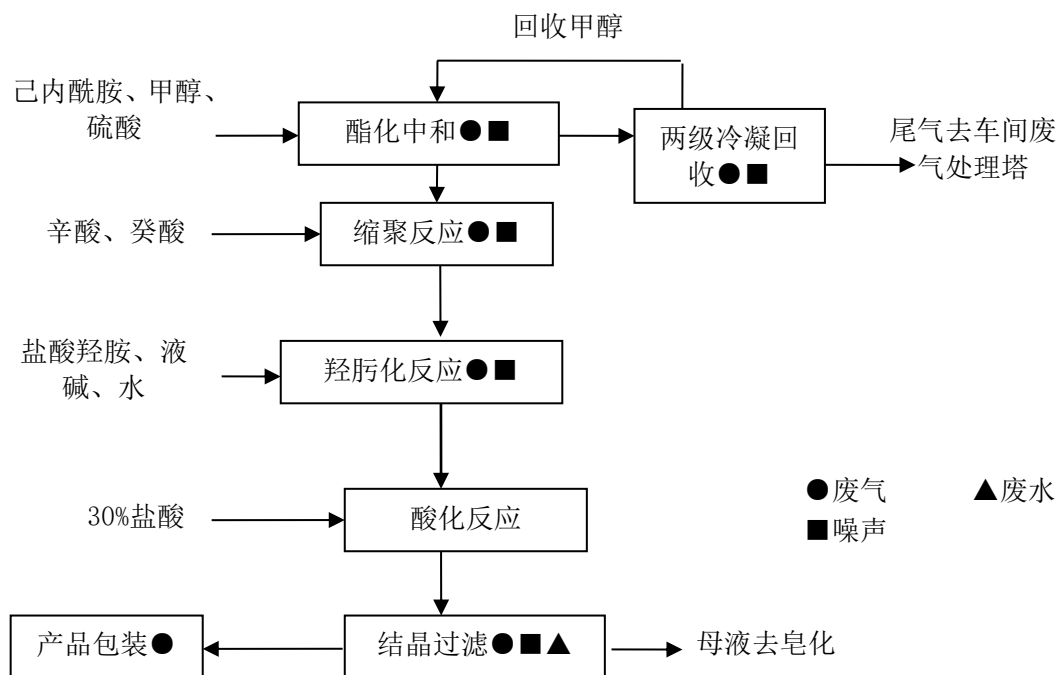 回收甲醇
己内酰胺、甲醇、
硫酸
酯化中和●■
两级冷凝回
收●■
尾气去车间废
气处理塔
辛酸、癸酸
缩聚反应●■
盐酸羟胺、液
碱、水
羟肟化反应●■
30%盐酸
酸化反应
●废气 ▲废水
■噪声
产品包装●
结晶过滤●■▲
母液去皂化